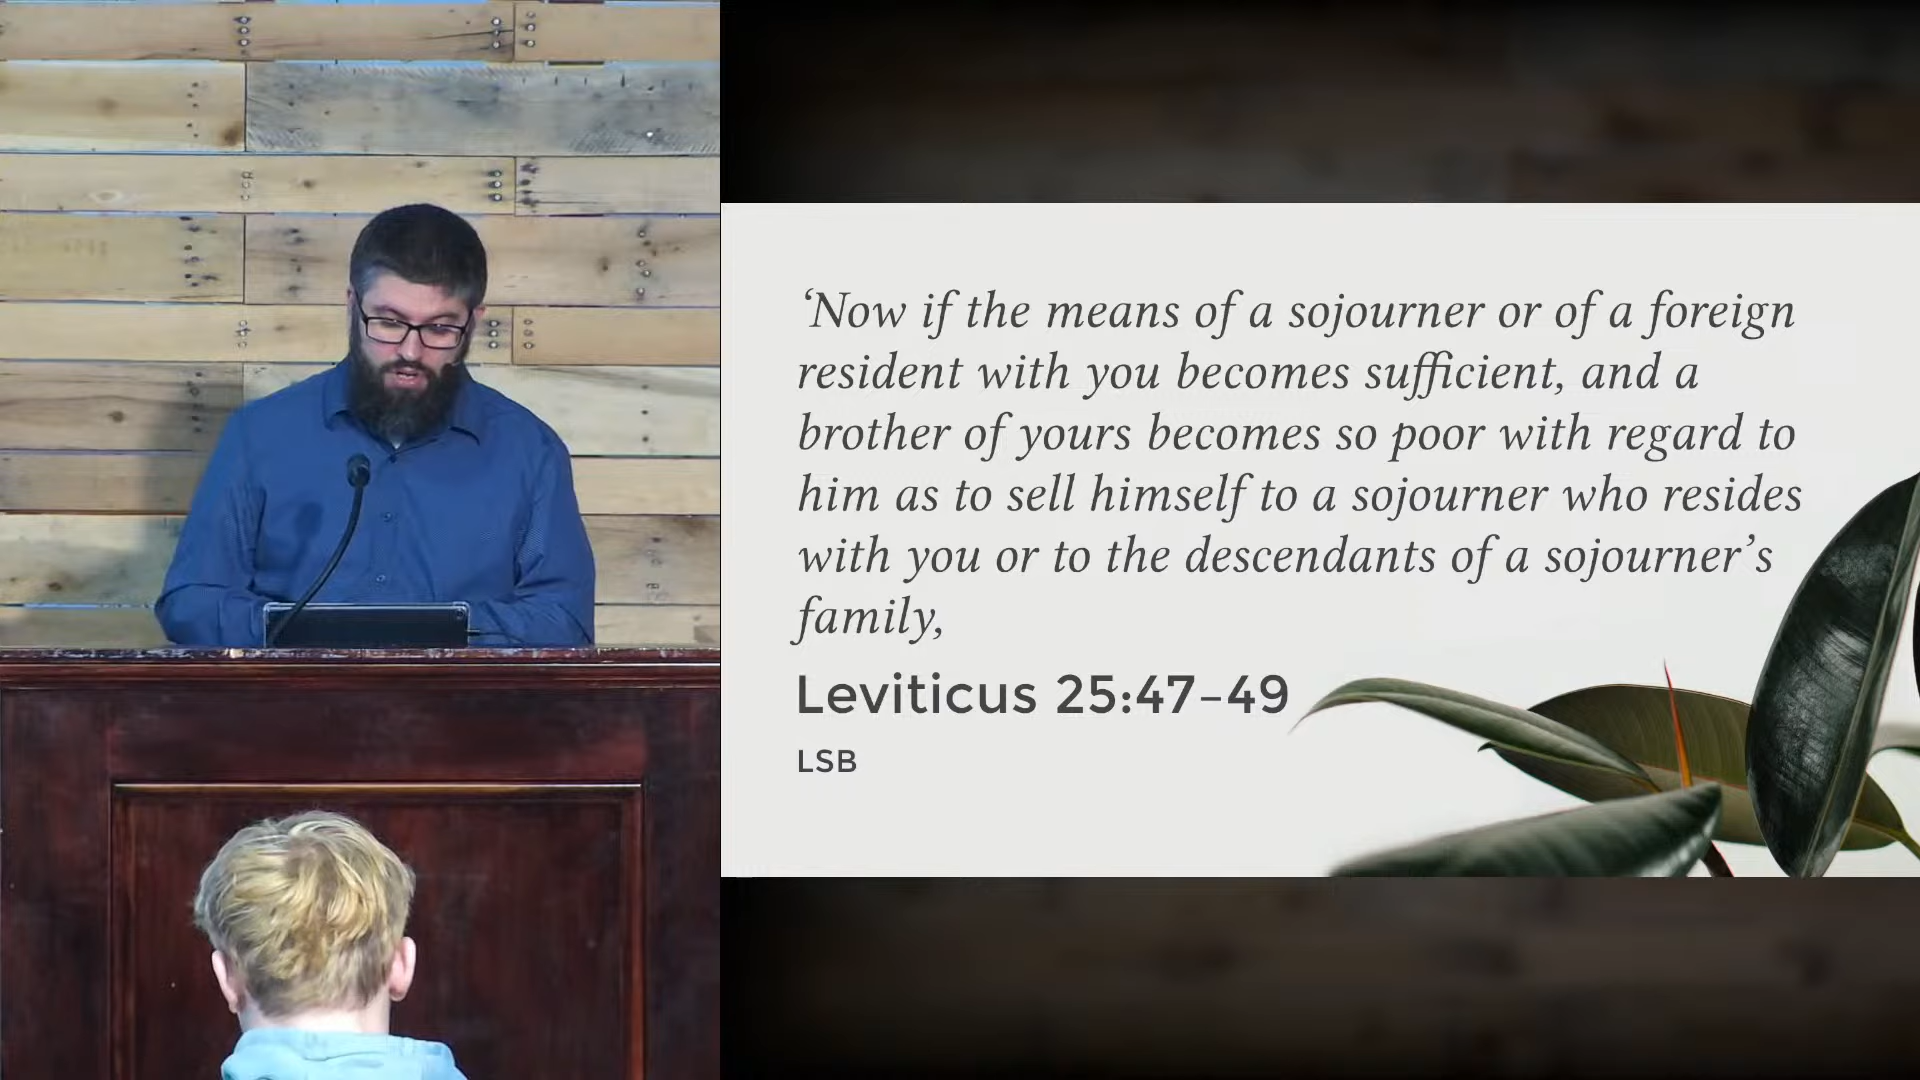 ‘Now if the means of a sojourner or of a foreign
resident with you becomes sufficient, and a
brother of yours becomes so poor with regard to
him as to sell himself to a sojourner who resides
with you or to the descendants of a sojourner’s
family,
Leviticus 25:47–49
LSB